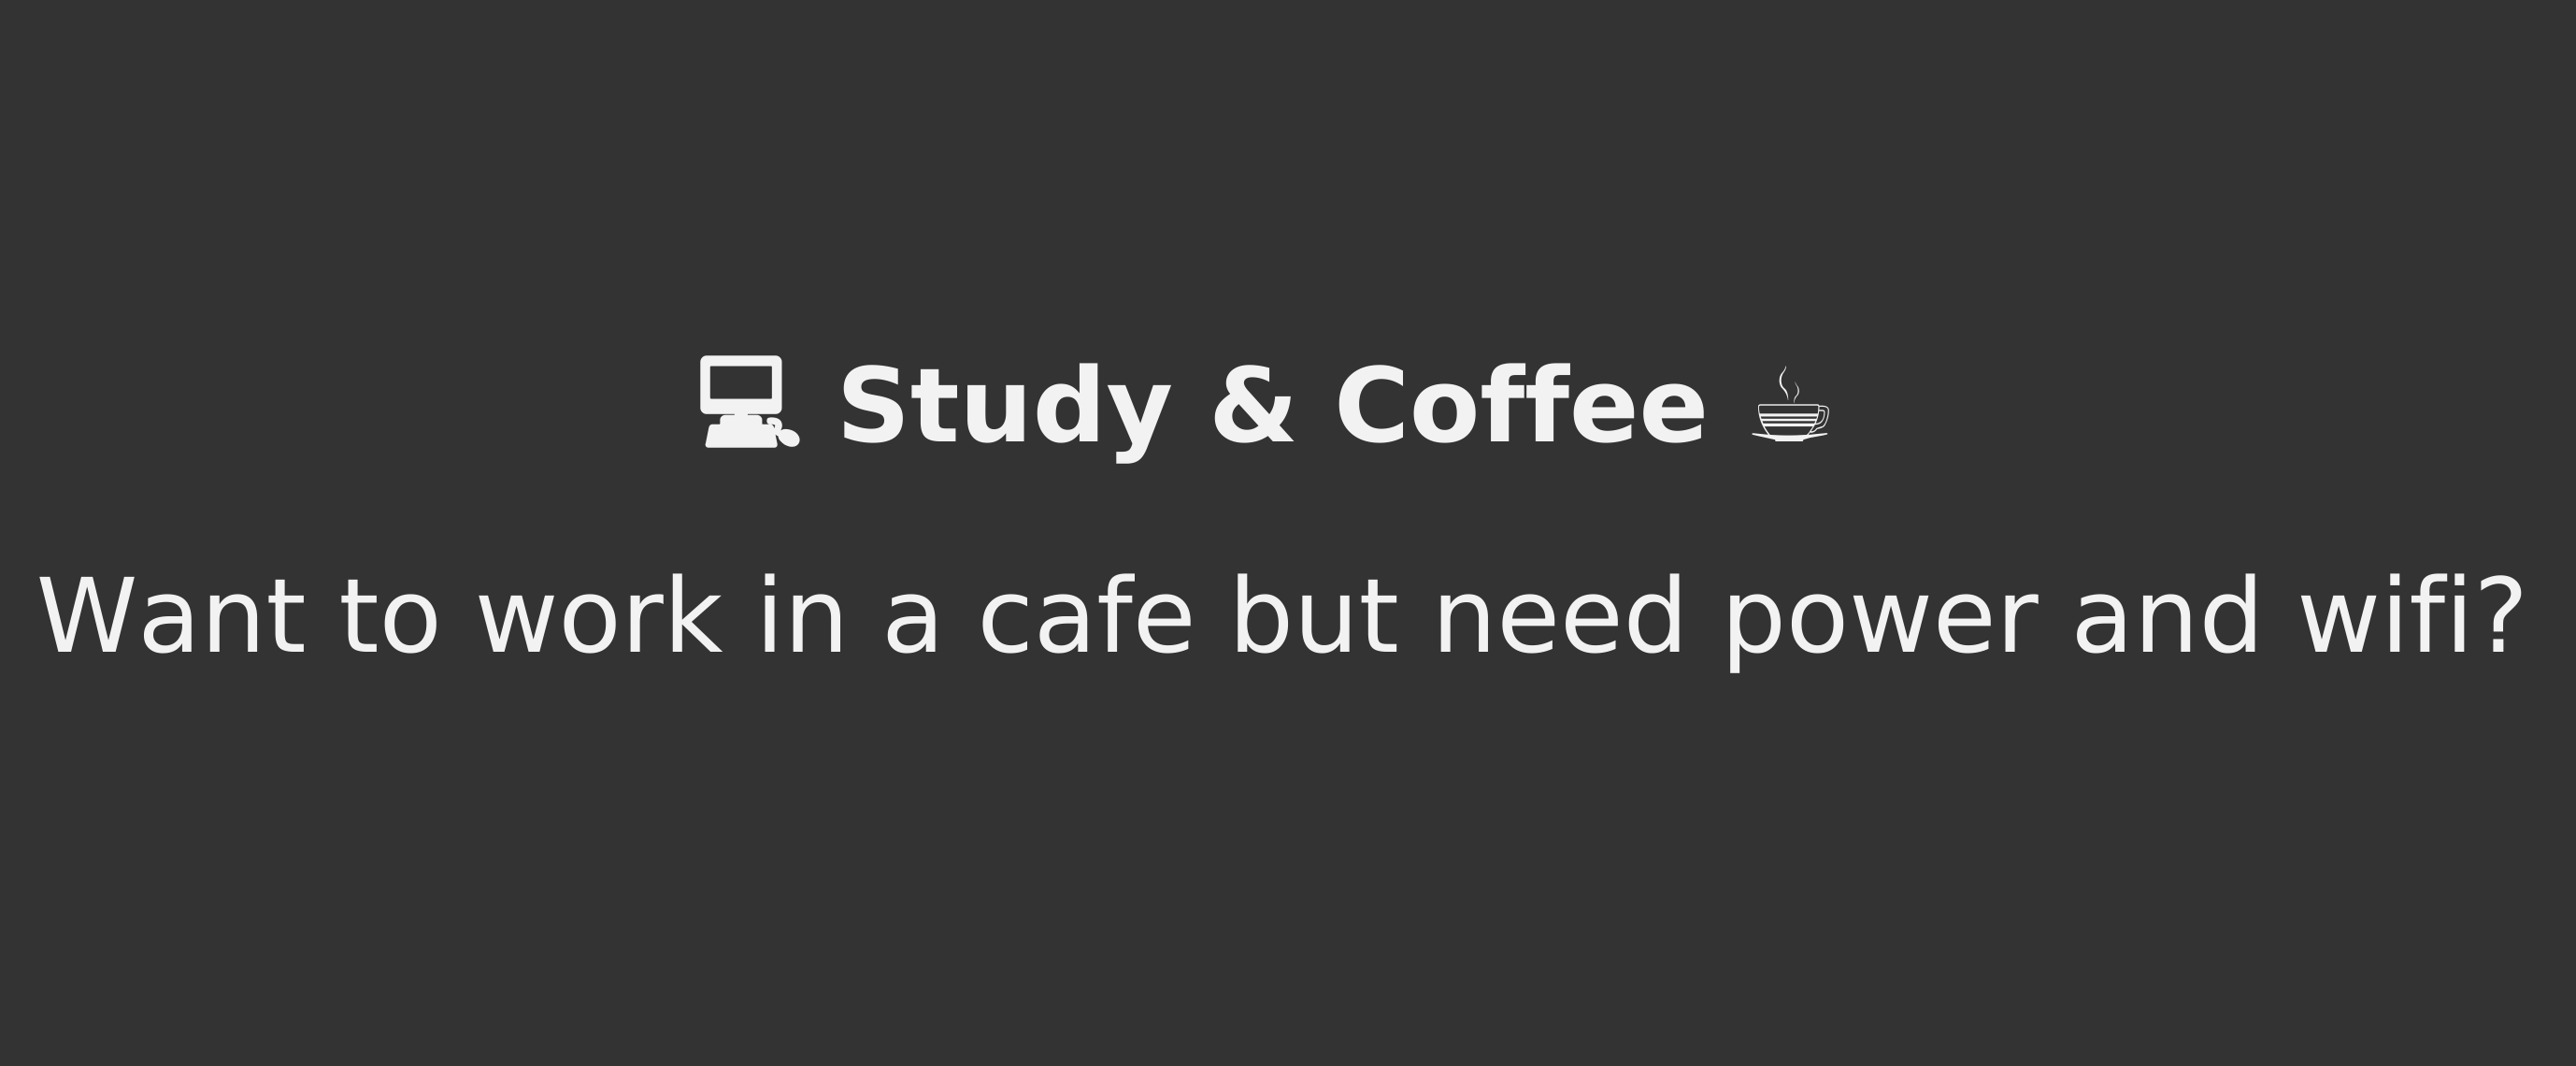 🖥 Study & Coffee ☕
Want to work in a cafe but need power and wifi?